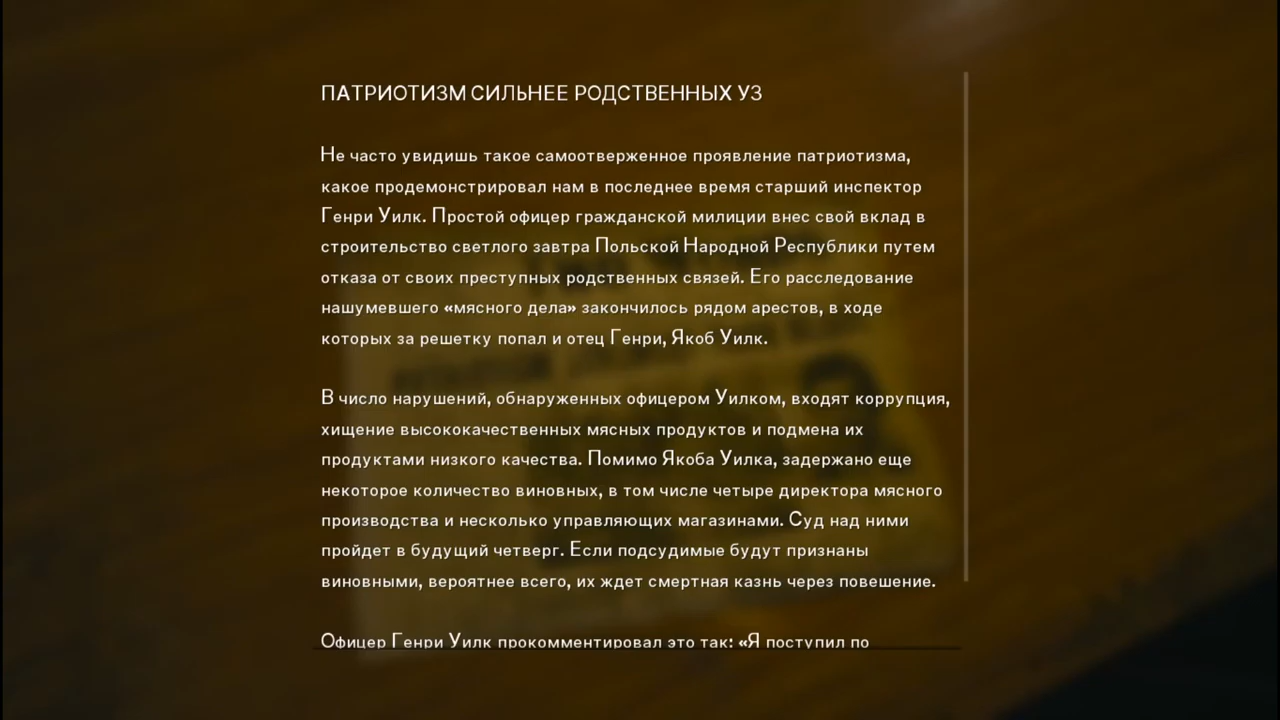 ПАТРИОТИЗМ СИЛЬНЕЕ РОДСТВЕННЫХ УЗ
Не часто увидишь такое самоотверженное проявление патриотизма,
какое продемонстрировал нам в последнее время старший инспектор
Генри Уилк. Простой офицер гражданской милиции внес свой вклад в
строительство светлого завтра Польской Народной Республики путем
отказа от своих преступных родственных связей. Его расследование
нашумевшего «мясного дела» закончилось рядом арестов, в ходе
которых за решетку попал и отец Генри, Якоб Уилк.
В число нарушений, обнаруженных офицером Уилком, входят коррупция,
хищение высококачественных мясных продуктов и подмена их
продуктами низкого качества. Помимо Якоба Уилка, задержано еще
некоторое количество виновных, в том числе четыре директора мясного
производства и несколько управляющих магазинами. Суд над ними
пройдет в будущий четверг. Если подсудимые будут признаны
виновными, вероятнее всего, их ждет смертная казнь через повешение.
Офицер Генри Уилк прокомментировал это так: «Я поступил по